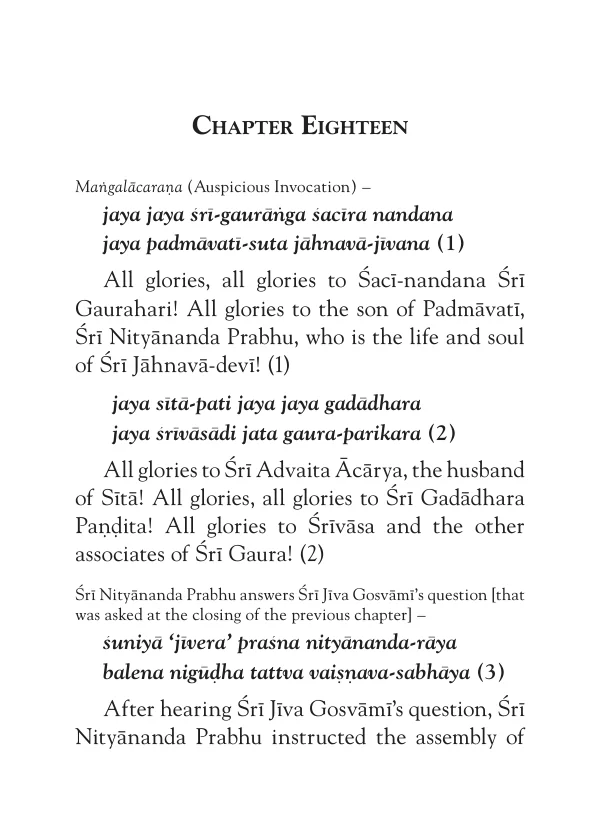 CHAPTER EIGHTEEN
Maṅgalācaraṇa (Auspicious Invocation) –
jaya jaya śrī-gaurāṅga śacīra nandana
jaya padmāvatī-suta jāhnavā-jīvana (1)
All glories, all glories to Śacī-nandana Śrī
Gaurahari! All glories to the son of Padmāvatī,
Śrī Nityānanda Prabhu, who is the life and soul
of Śrī Jāhnavā-devī! (1)
jaya sītā-pati jaya jaya gadādhara
jaya śrīvāsādi jata gaura-parikara (2)
All glories to Śrī Advaita Ācārya, the husband
of Sītā! All glories, all glories to Śrī Gadādhara
Paṇḍita! All glories to Śrīvāsa and the other
associates of Śrī Gaura! (2)
Śrī Nityānanda Prabhu answers Śrī Jīva Gosvāmī’s question [that
was asked at the closing of the previous chapter] –
śuniyā ‘jīvera’ praśna nityānanda-rāya
balena nigūḍha tattva vaiṣṇava-sabhāya (3)
After hearing Śrī Jīva Gosvāmī’s question, Śrī
Nityānanda Prabhu instructed the assembly of